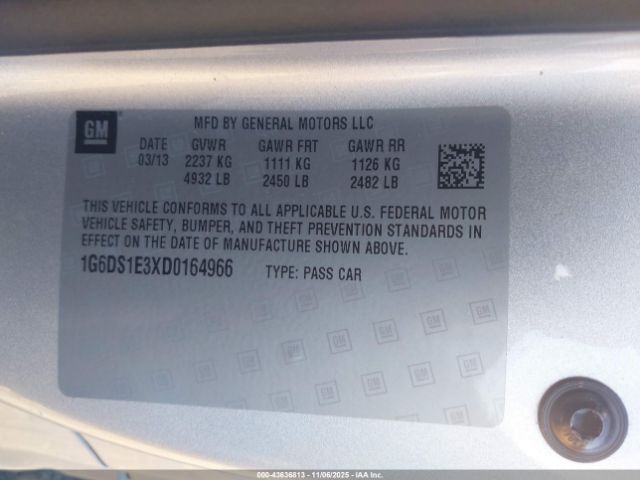 GM
MFD BY GENERAL MOTORS LLC
DATE GVWR GAWR FRT GAWR RR
03/13 2237 KG 1111 KG 1126 KG
4932 LB 2450 LB 2482 LB
THIS VEHICLE CONFORMS TO ALL APPLICABLE U.S. FEDERAL MOTOR
VEHICLE SAFETY, BUMPER, AND THEFT PREVENTION STANDARDS IN
EFFECT ON THE DATE OF MANUFACTURE SHOWN ABOVE.
1G6DS1E3XD0164966 TYPE: PASS CAR
000-43636613 - 11/06/2025 - IAA Inc. Copyright